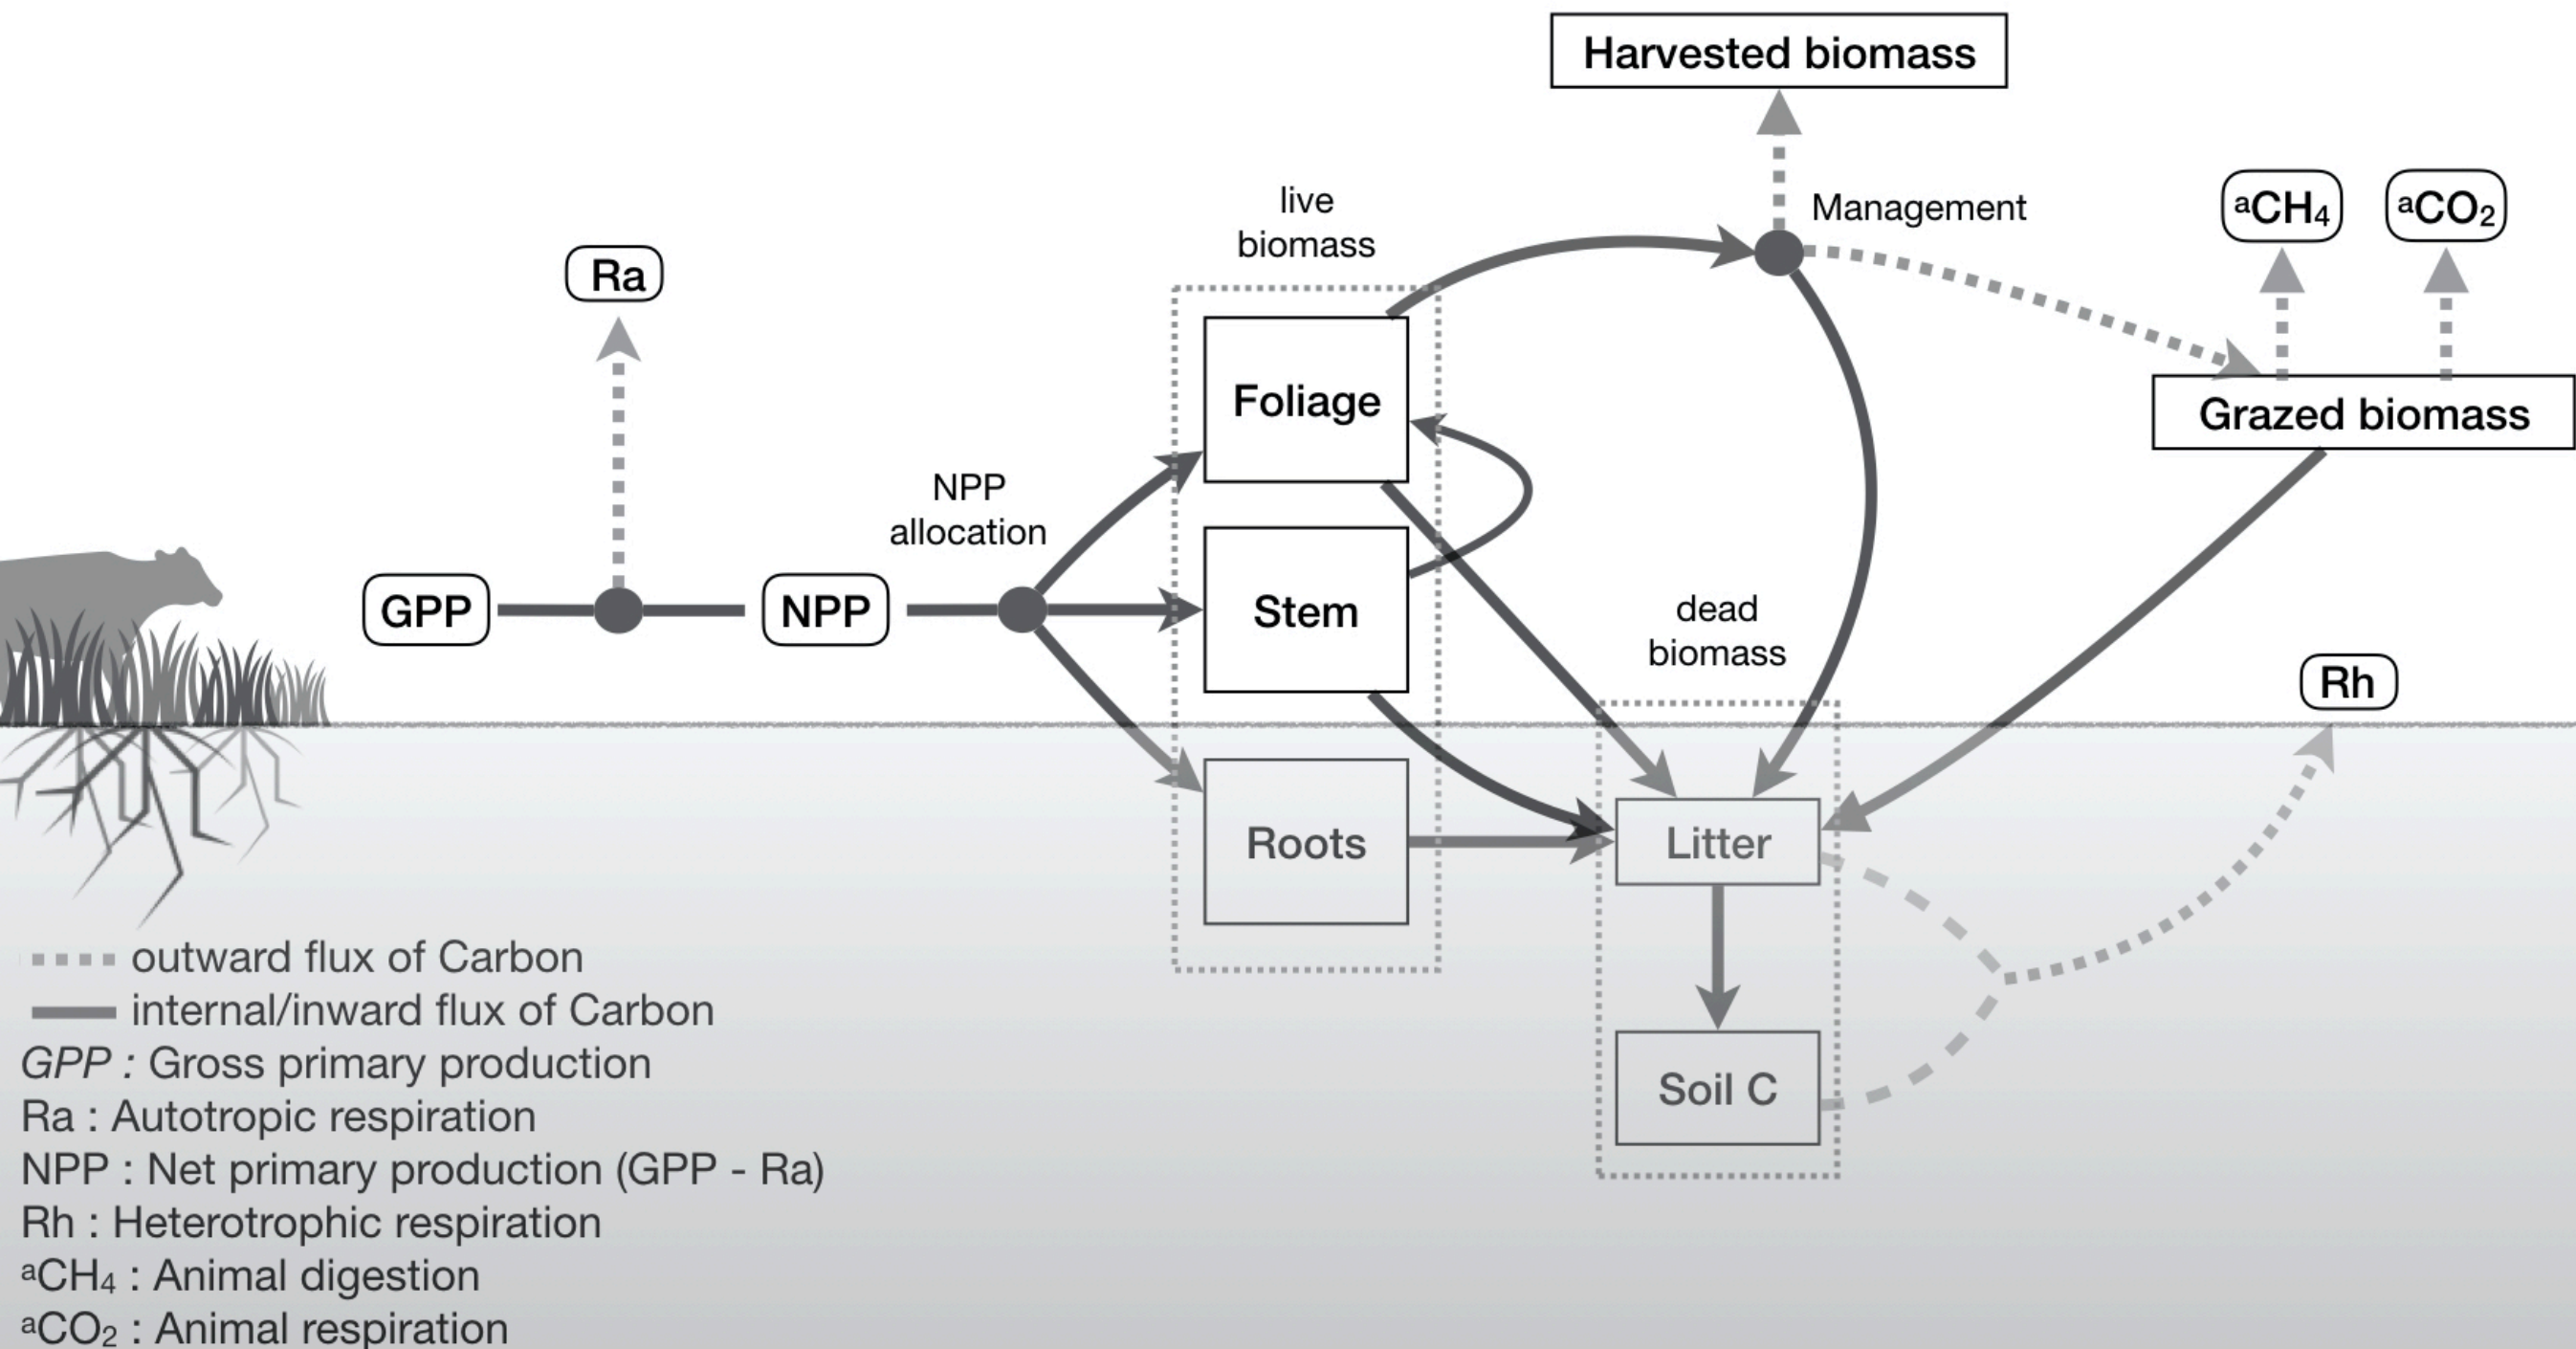 Harvested biomass
Management
aCH4
aCO2
live
biomass
Ra
Foliage
Grazed biomass
NPP
allocation
GPP
NPP
Stem
dead
biomass
Rh
Roots
Litter
Soil C
outward flux of Carbon
internal/inward flux of Carbon
GPP : Gross primary production
Ra : Autotropic respiration
NPP : Net primary production (GPP - Ra)
Rh : Heterotrophic respiration
aCH4 : Animal digestion
aCO2 : Animal respiration